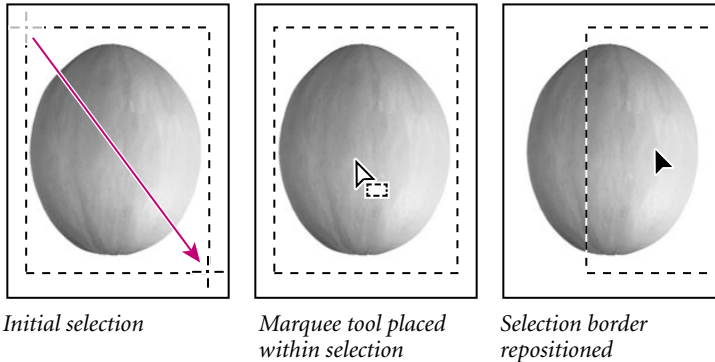 Initial selection
Marquee tool placed
within selection
Selection border
repositioned